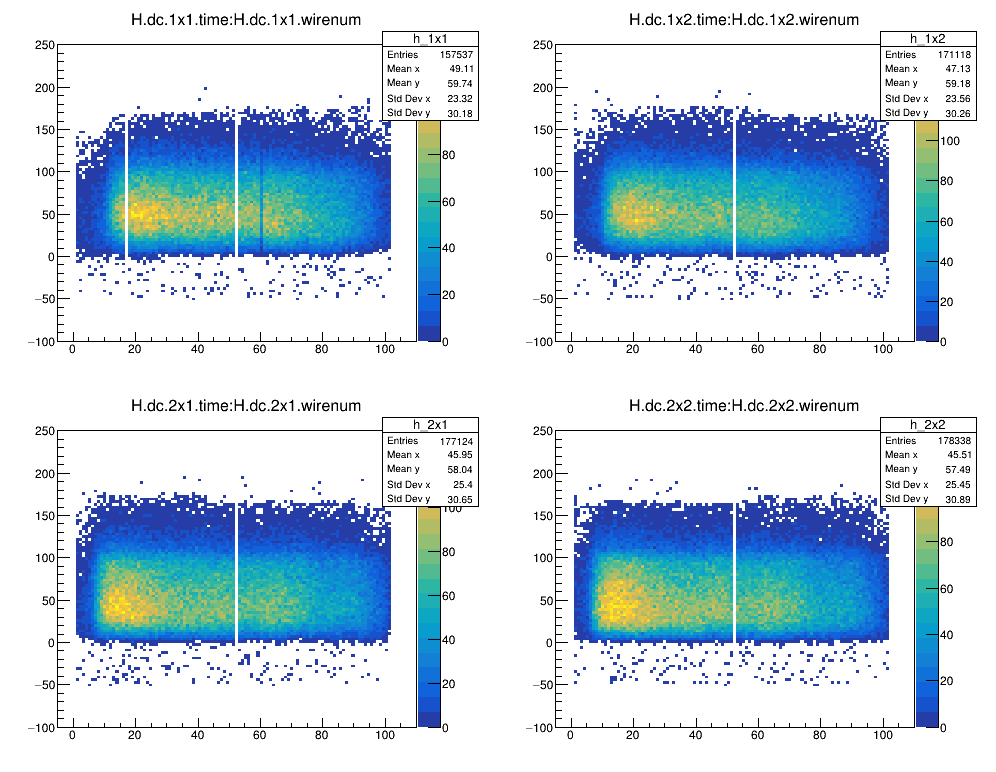 H.dc.1x1.time:H.dc.1x1.wirenum
h_1x1
Entries 157537
Mean x 49.11
Mean y 59.74
Std Dev x 23.32
Std Dev y 30.18
250
200
150
100
50
0
−50
−100
0 20 40 60 80 100
80
60
40
20
0
H.dc.1x2.time:H.dc.1x2.wirenum
h_1x2
Entries 171118
Mean x 47.13
Mean y 59.18
Std Dev x 23.56
Std Dev y 30.26
250
200
150
100
50
0
−50
−100
0 20 40 60 80 100
100
80
60
40
20
0
H.dc.2x1.time:H.dc.2x1.wirenum
h_2x1
Entries 177124
Mean x 45.95
Mean y 58.04
Std Dev x 25.4
Std Dev y 30.65
250
200
150
100
50
0
−50
−100
0 20 40 60 80 100
100
80
60
40
20
0
H.dc.2x2.time:H.dc.2x2.wirenum
h_2x2
Entries 178338
Mean x 45.51
Mean y 57.49
Std Dev x 25.45
Std Dev y 30.89
250
200
150
100
50
0
−50
−100
0 20 40 60 80 100
80
60
40
20
0